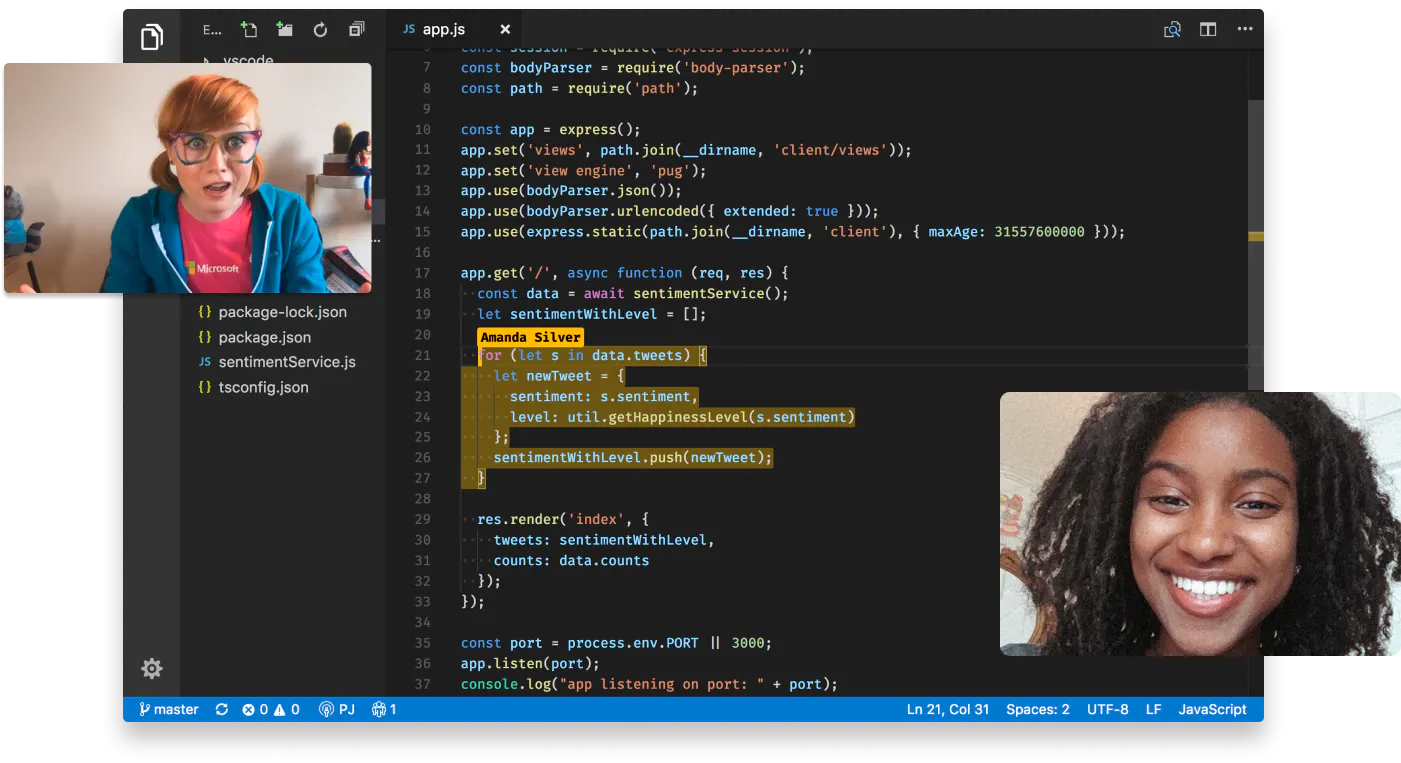 E...
JS app.js
vscode
Microsoft
{} package-lock.json
{} package.json
JS sentimentService.js
{} tsconfig.json
6 const session = require('express-session');
7 const bodyParser = require('body-parser');
8 const path = require('path');
9
10 const app = express();
11 app.set('views', path.join(__dirname, 'client/views'));
12 app.set('view engine', 'pug');
13 app.use(bodyParser.json());
14 app.use(bodyParser.urlencoded({ extended: true }));
15 app.use(express.static(path.join(__dirname, 'client'), { maxAge: 31557600000 }));
16
17 app.get('/', async function (req, res) {
18 const data = await sentimentService();
19 let sentimentWithLevel = [];
20
Amanda Silver
21 for (let s in data.tweets) {
22 let newTweet = {
23 sentiment: s.sentiment,
24 level: util.getHappinessLevel(s.sentiment)
25 };
26 sentimentWithLevel.push(newTweet);
27 }
28
29 res.render('index', {
30 tweets: sentimentWithLevel,
31 counts: data.counts
32 });
33 });
34
35 const port = process.env.PORT || 3000;
36 app.listen(port);
37 console.log("app listening on port: " + port);
master 0 0 PJ 1 Ln 21, Col 31 Spaces: 2 UTF-8 LF JavaScript